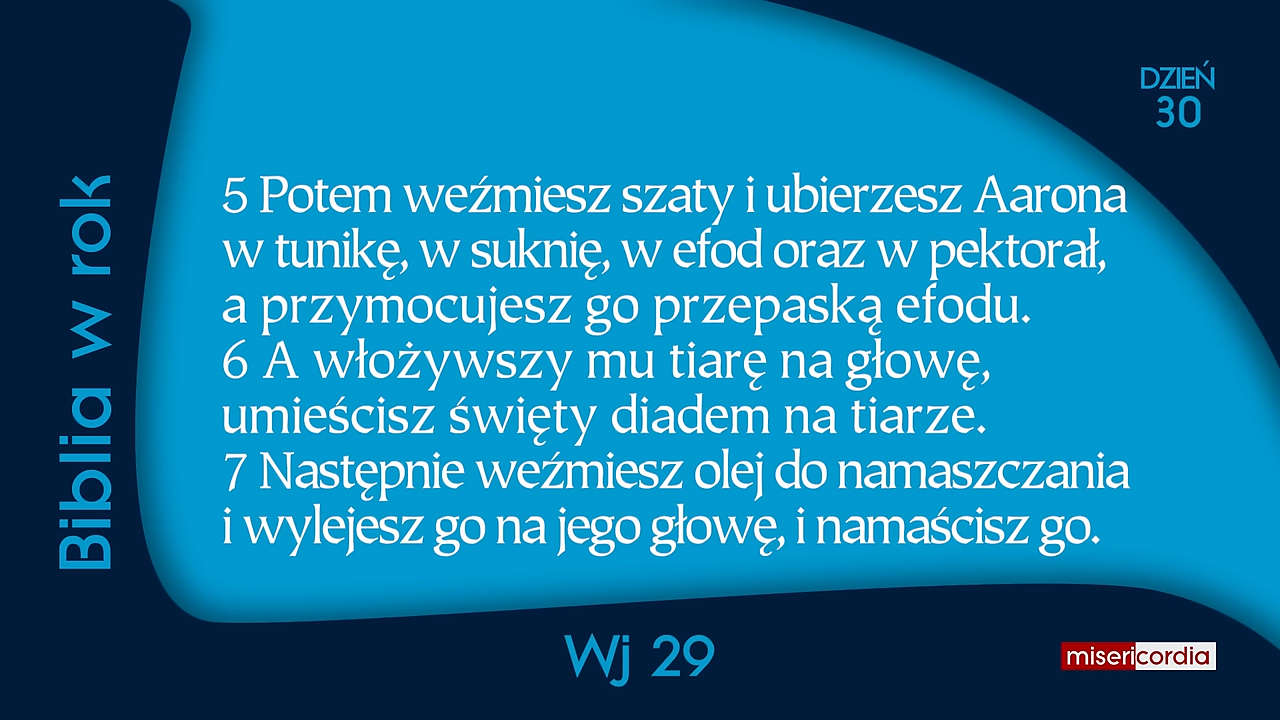 DZIEŃ
30
Biblia w rok
5 Potem weźmiesz szaty i ubierzesz Aarona
w tunikę, w suknię, w efod oraz w pektorał,
a przymocujesz go przepaską efodu.
6 A włożywszy mu tiarę na głowę,
umieścisz święty diadem na tiarze.
7 Następnie weźmiesz olej do namaszczania
i wylejesz go na jego głowę, i namaścisz go.
Wj 29
misericordia